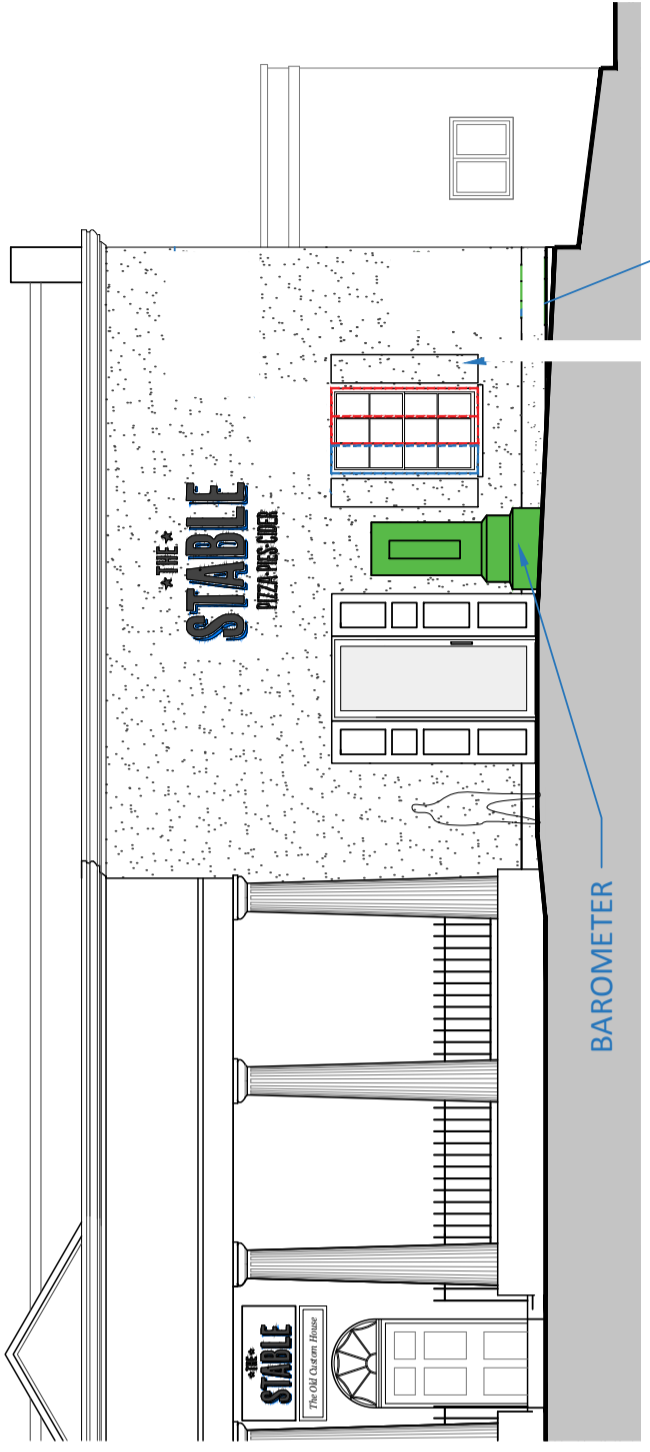 ★THE★
STABLE
PIZZA•PIES•CIDER
★THE★
STABLE
The Old Custom House
BAROMETER